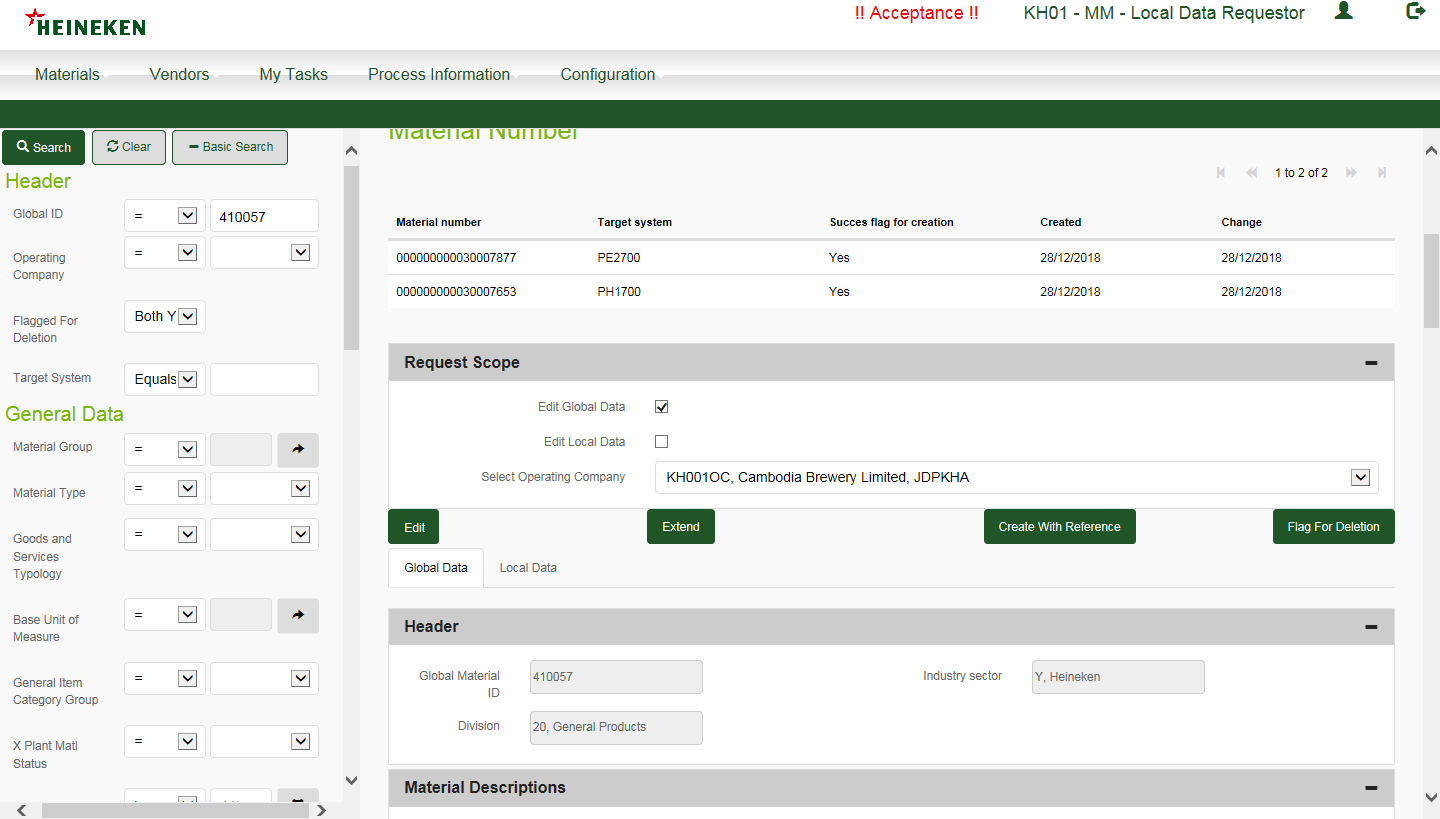 HEINEKEN
!! Acceptance !!
KH01 - MM - Local Data Requestor
Materials
Vendors
My Tasks
Process Information
Configuration
Search
Clear
Basic Search
Header
Global ID
=
410057
Operating
Company
=
Flagged For
Deletion
Both Y
Target System
Equals
General Data
Material Group
=
Material Type
=
Goods and
Services
Typology
=
Base Unit of
Measure
=
General Item
Category Group
=
X Plant Matl
Status
=
Material Number
1 to 2 of 2
Material number Target system Succes flag for creation Created Change
000000000030007877 PE2700 Yes 28/12/2018 28/12/2018
000000000030007653 PH1700 Yes 28/12/2018 28/12/2018
Request Scope
Edit Global Data
Edit Local Data
Select Operating Company
KH001OC, Cambodia Brewery Limited, JDPKHA
Edit
Extend
Create With Reference
Flag For Deletion
Global Data
Local Data
Header
Global Material
ID
410057
Industry sector
Y, Heineken
Division
20, General Products
Material Descriptions